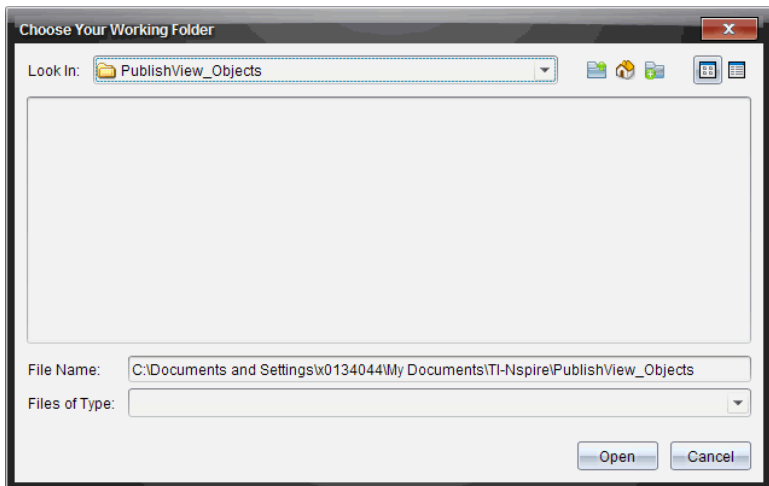 Choose Your Working Folder
Look In: PublishView_Objects
File Name: C:\Documents and Settings\x0134044\My Documents\TI-Nspire\PublishView_Objects
Files of Type:
Open Cancel